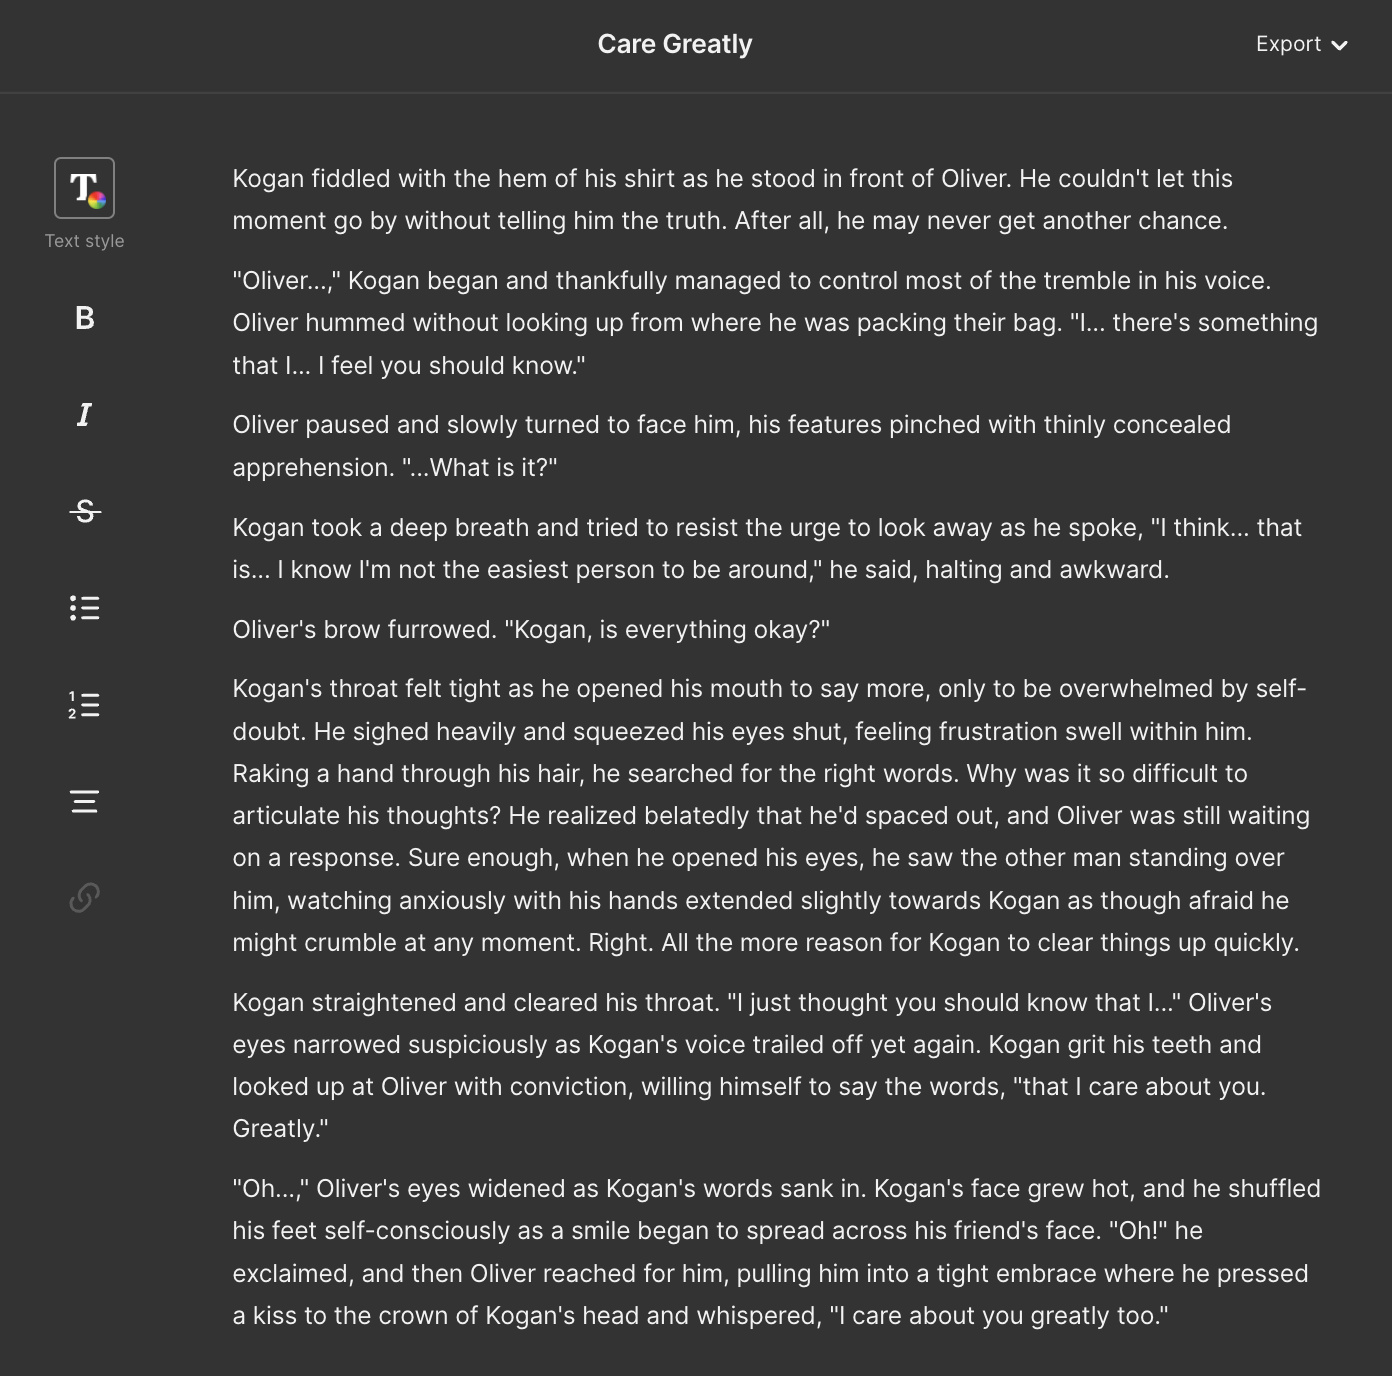 Care Greatly
Export
Text style
B
I
S
1
2
Kogan fiddled with the hem of his shirt as he stood in front of Oliver. He couldn't let this
moment go by without telling him the truth. After all, he may never get another chance.
"Oliver...," Kogan began and thankfully managed to control most of the tremble in his voice.
Oliver hummed without looking up from where he was packing their bag. "I... there's something
that I... I feel you should know."
Oliver paused and slowly turned to face him, his features pinched with thinly concealed
apprehension. "...What is it?"
Kogan took a deep breath and tried to resist the urge to look away as he spoke, "I think... that
is... I know I'm not the easiest person to be around," he said, halting and awkward.
Oliver's brow furrowed. "Kogan, is everything okay?"
Kogan's throat felt tight as he opened his mouth to say more, only to be overwhelmed by self-
doubt. He sighed heavily and squeezed his eyes shut, feeling frustration swell within him.
Raking a hand through his hair, he searched for the right words. Why was it so difficult to
articulate his thoughts? He realized belatedly that he'd spaced out, and Oliver was still waiting
on a response. Sure enough, when he opened his eyes, he saw the other man standing over
him, watching anxiously with his hands extended slightly towards Kogan as though afraid he
might crumble at any moment. Right. All the more reason for Kogan to clear things up quickly.
Kogan straightened and cleared his throat. "I just thought you should know that I..." Oliver's
eyes narrowed suspiciously as Kogan's voice trailed off yet again. Kogan grit his teeth and
looked up at Oliver with conviction, willing himself to say the words, "that I care about you.
Greatly."
"Oh...," Oliver's eyes widened as Kogan's words sank in. Kogan's face grew hot, and he shuffled
his feet self-consciously as a smile began to spread across his friend's face. "Oh!" he
exclaimed, and then Oliver reached for him, pulling him into a tight embrace where he pressed
a kiss to the crown of Kogan's head and whispered, "I care about you greatly too."